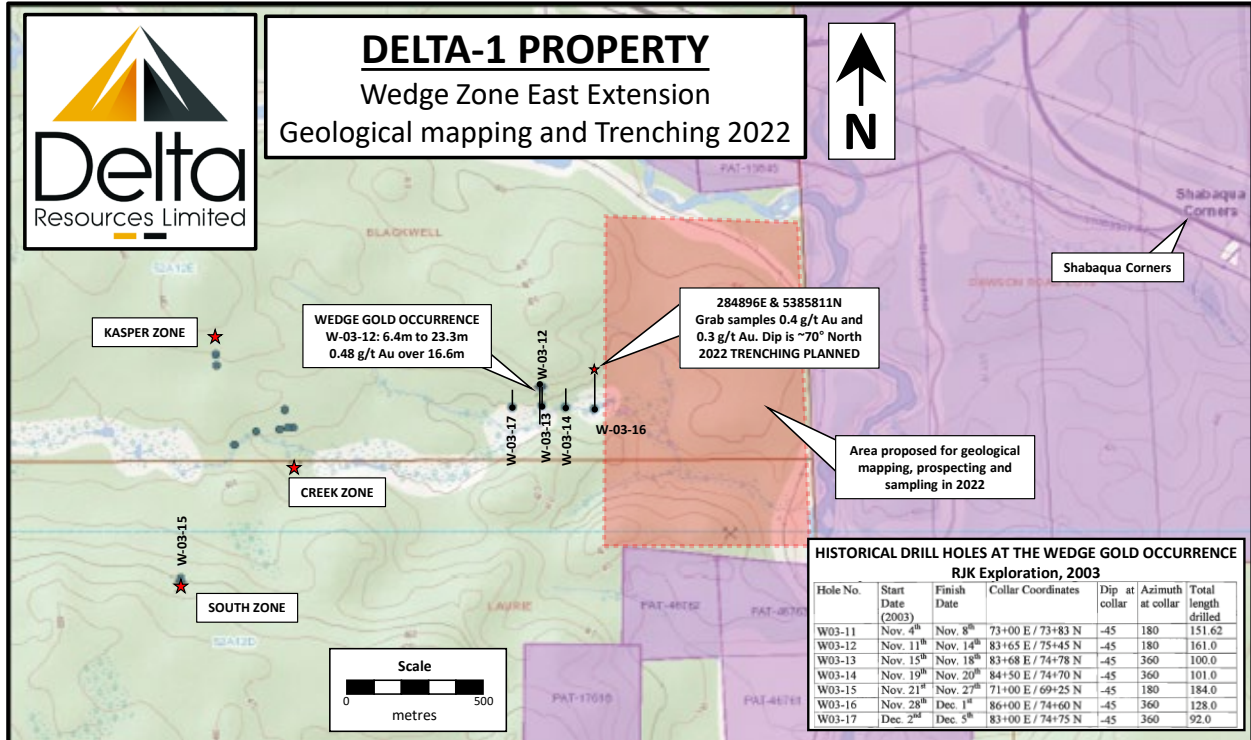 Delta
Resources Limited
DELTA-1 PROPERTY
Wedge Zone East Extension
Geological mapping and Trenching 2022
N
PAT-19845
Shabaqua
Corners
Shabaqua Corners
BLACKWELL
52A12E
KASPER ZONE
WEDGE GOLD OCCURRENCE
W-03-12: 6.4m to 23.3m
0.48 g/t Au over 16.6m
W-03-12
284896E & 5385811N
Grab samples 0.4 g/t Au and
0.3 g/t Au. Dip is ~70° North
2022 TRENCHING PLANNED
DAWSON ROAD LOTS
W-03-17
W-03-13
W-03-14
W-03-16
Area proposed for geological
mapping, prospecting and
sampling in 2022
CREEK ZONE
W-03-15
SOUTH ZONE
LAURIE
52A12D
PAT-46762
PAT-46761
PAT-17610
Scale
0 500
metres
HISTORICAL DRILL HOLES AT THE WEDGE GOLD OCCURRENCE
RJK Exploration, 2003
Hole No. Start Date (2003) Finish Date Collar Coordinates Dip at collar Azimuth at collar Total length drilled
W03-11 Nov. 4th Nov. 8th 73+00 E / 73+83 N -45 180 151.62
W03-12 Nov. 11th Nov. 14th 83+65 E / 75+45 N -45 180 161.0
W03-13 Nov. 15th Nov. 18th 83+68 E / 74+78 N -45 360 100.0
W03-14 Nov. 19th Nov. 20th 84+50 E / 74+70 N -45 360 101.0
W03-15 Nov. 21st Nov. 27th 71+00 E / 69+25 N -45 180 184.0
W03-16 Nov. 28th Dec. 1st 86+00 E / 74+60 N -45 360 128.0
W03-17 Dec. 2nd Dec. 5th 83+00 E / 74+75 N -45 360 92.0